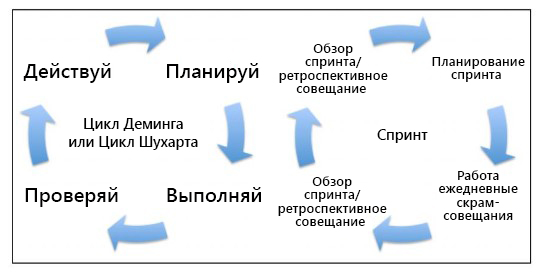 Действуй
Планируй
Цикл Деминга
или Цикл Шухарта
Проверяй
Выполняй
Обзор
спринта/
ретроспективное
совещание
Планирование
спринта
Спринт
Обзор
спринта/
ретроспективное
совещание
Работа
ежедневные
скрам-
совещания